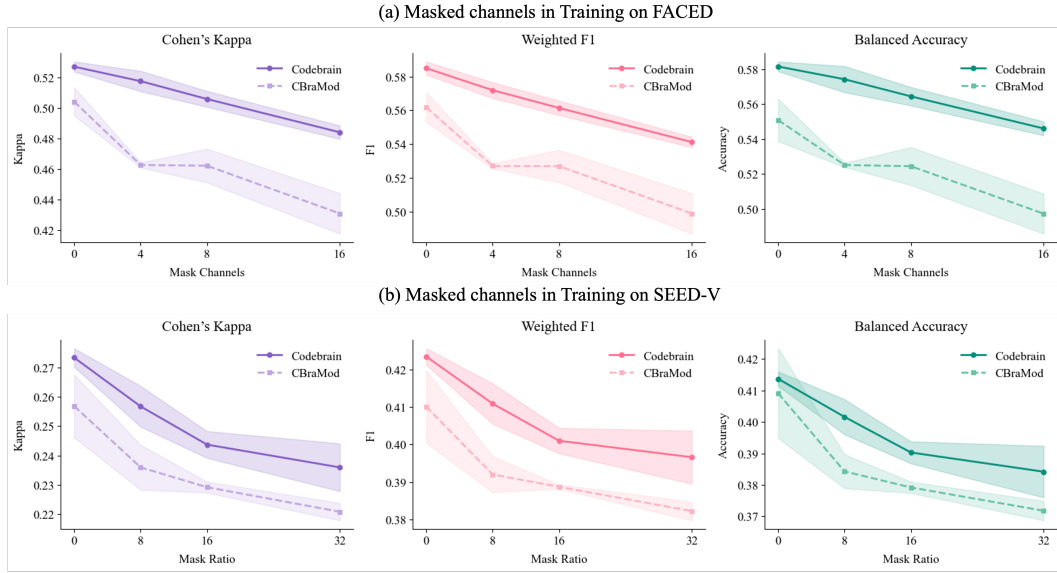 (a) Masked channels in Training on FACED
Cohen's Kappa
Codebrain
CBraMod
Kappa
0.52
0.50
0.48
0.46
0.44
0.42
0 4 8 16
Mask Channels
Weighted F1
Codebrain
CBraMod
F1
0.58
0.56
0.54
0.52
0.50
0 4 8 16
Mask Channels
Balanced Accuracy
Codebrain
CBraMod
Accuracy
0.58
0.56
0.54
0.52
0.50
0 4 8 16
Mask Channels
(b) Masked channels in Training on SEED-V
Cohen's Kappa
Codebrain
CBraMod
Kappa
0.27
0.26
0.25
0.24
0.23
0.22
0 8 16 32
Mask Ratio
Weighted F1
Codebrain
CBraMod
F1
0.42
0.41
0.40
0.39
0.38
0 8 16 32
Mask Ratio
Balanced Accuracy
Codebrain
CBraMod
Accuracy
0.42
0.41
0.40
0.39
0.38
0.37
0 8 16 32
Mask Ratio